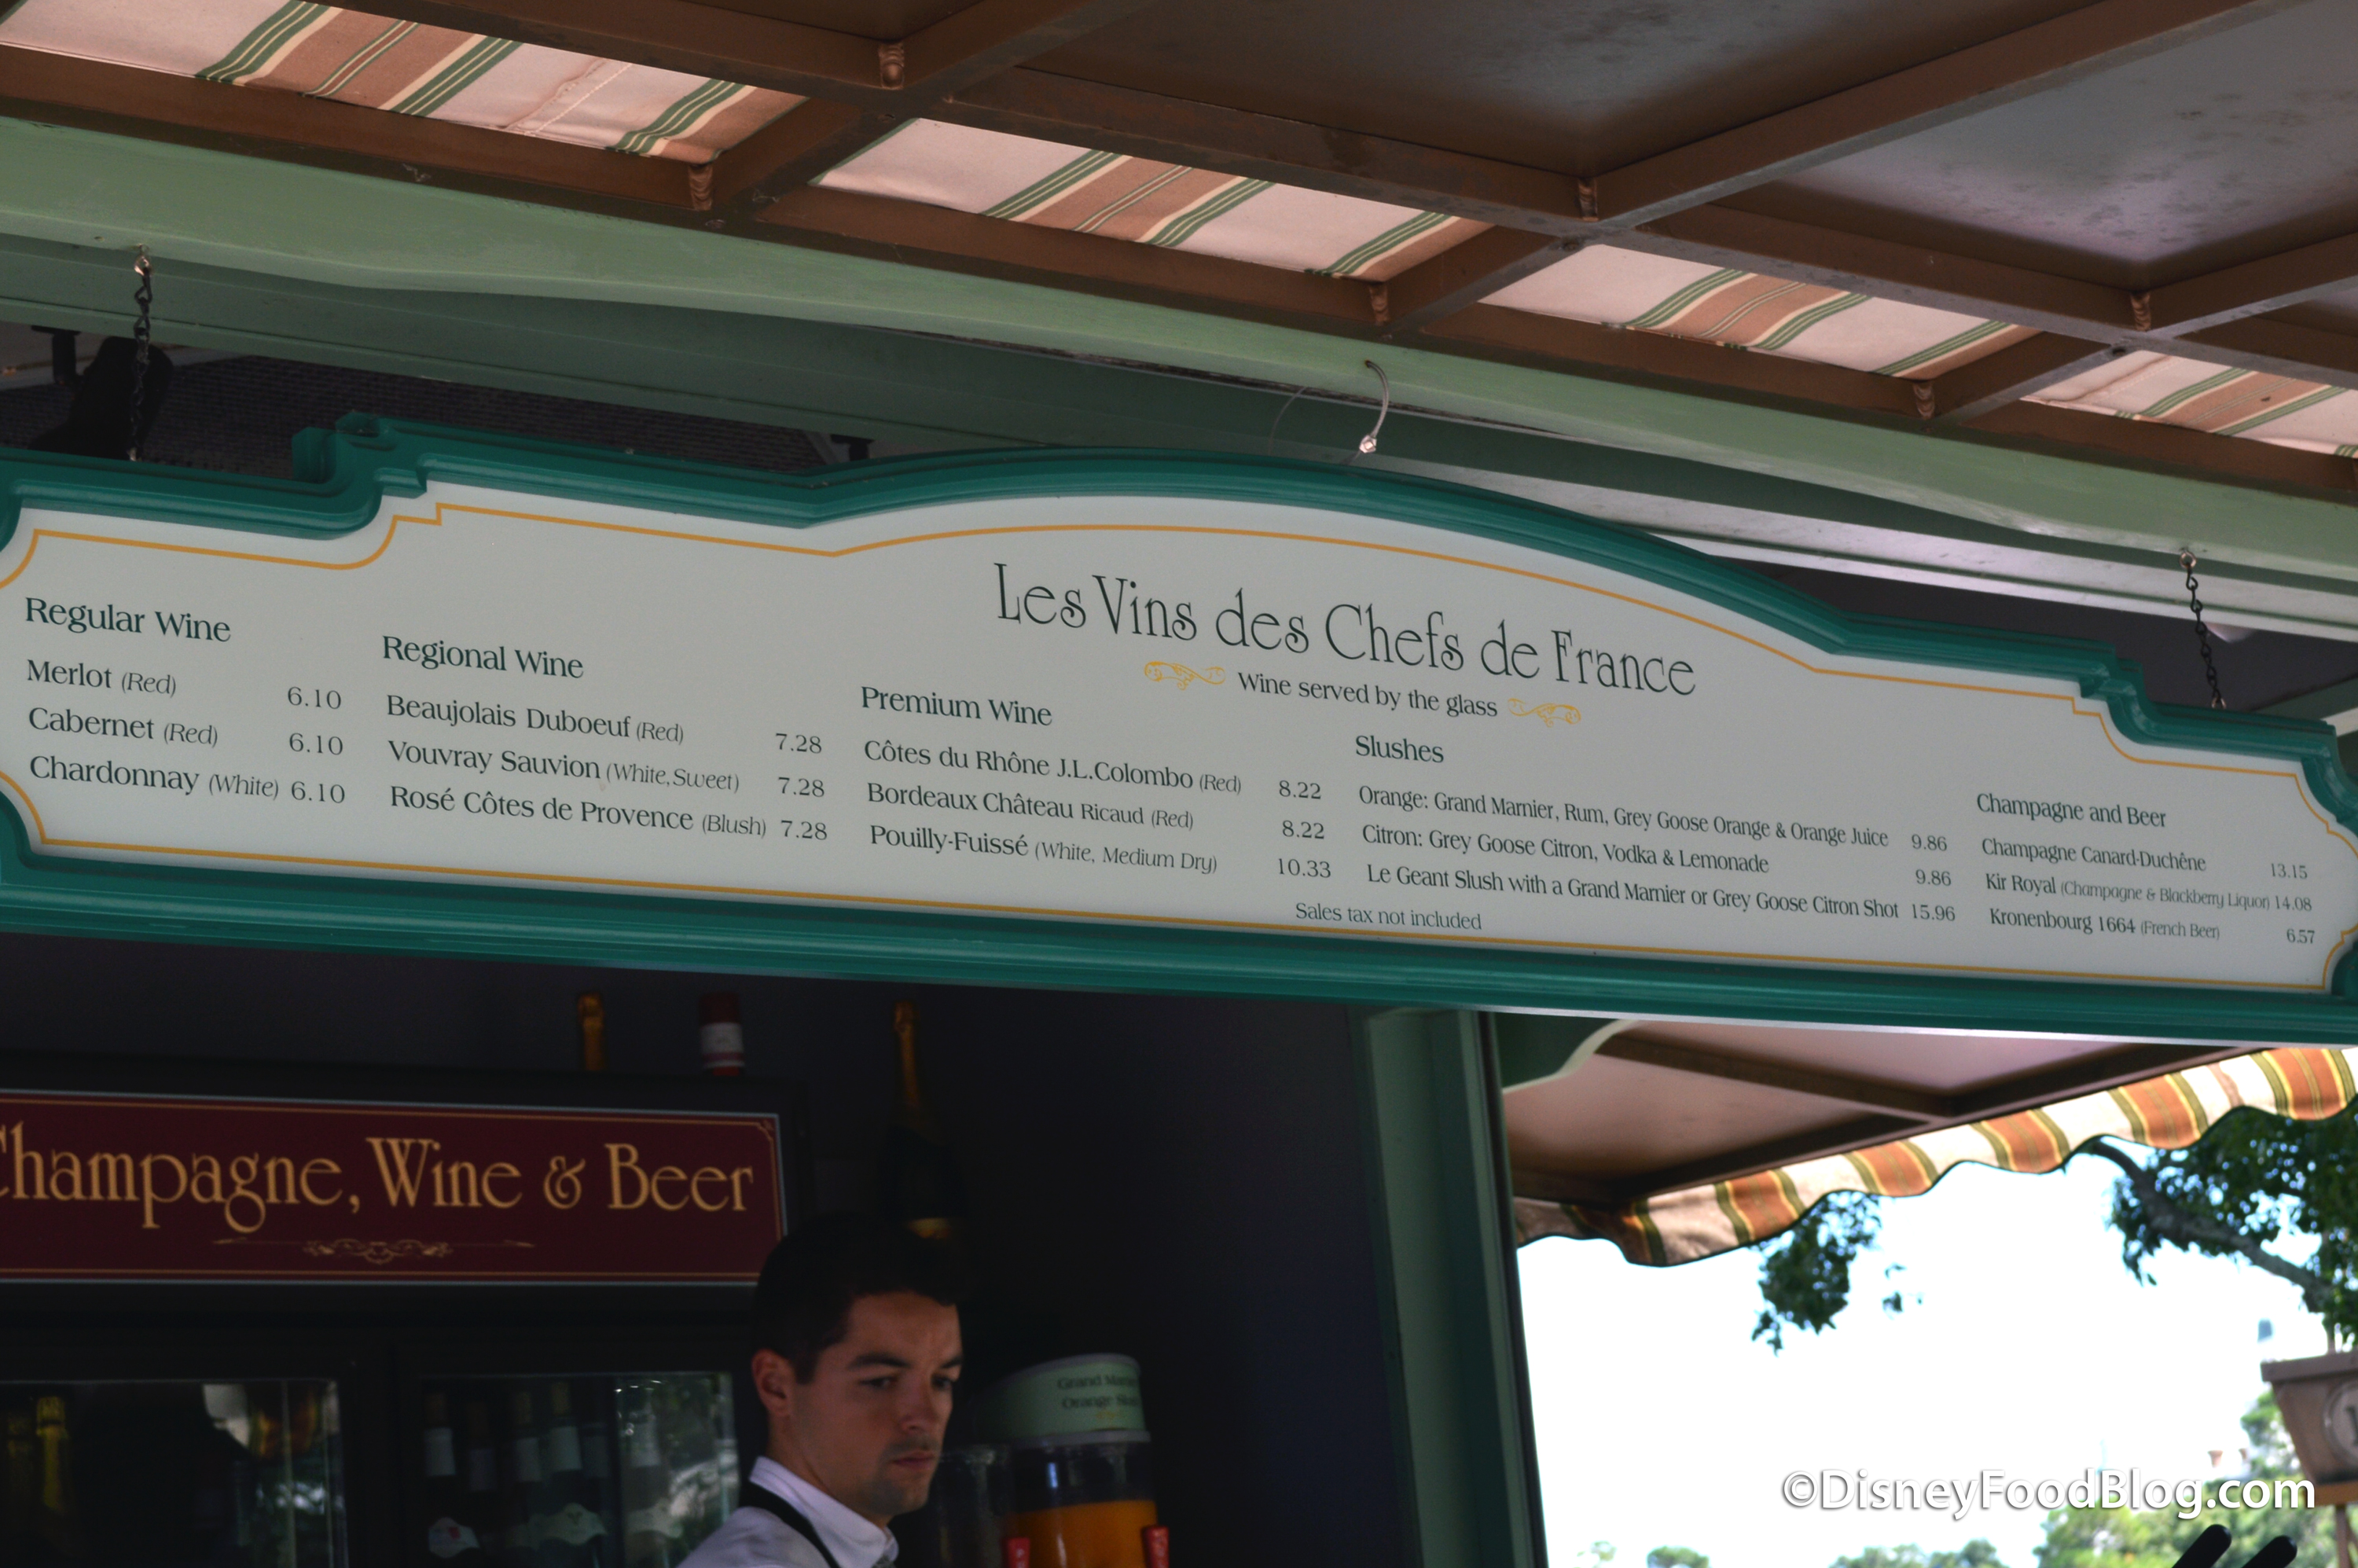 Les Vins des Chefs de France
Wine served by the glass
Regular Wine
Merlot (Red) 6.10
Cabernet (Red) 6.10
Chardonnay (White) 6.10
Regional Wine
Beaujolais Duboeuf (Red) 7.28
Vouvray Sauvion (White, Sweet) 7.28
Rosé Côtes de Provence (Blush) 7.28
Premium Wine
Côtes du Rhône J.L.Colombo (Red) 8.22
Bordeaux Château Ricaud (Red) 8.22
Pouilly-Fuissé (White, Medium Dry) 10.33
Slushes
Orange: Grand Marnier, Rum, Grey Goose Orange & Orange Juice 9.86
Citron: Grey Goose Citron, Vodka & Lemonade 9.86
Le Geant Slush with a Grand Marnier or Grey Goose Citron Shot 15.96
Champagne and Beer
Champagne Canard-Duchêne 13.15
Kir Royal (Champagne & Blackberry Liquor) 14.08
Kronenbourg 1664 (French Beer) 6.57
Sales tax not included
Champagne, Wine & Beer
Grand
Orange
©DisneyFoodBlog.com